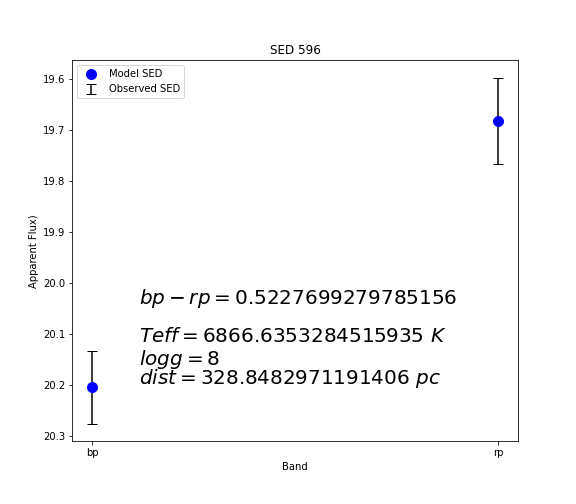 SED 596
Model SED
Observed SED
Apparent Flux)
19.6
19.7
19.8
19.9
20.0
20.1
20.2
20.3
bp − rp = 0.5227699279785156
Teff = 6866.6353284515935 K
logg = 8
dist = 328.8482971191406 pc
bp
rp
Band